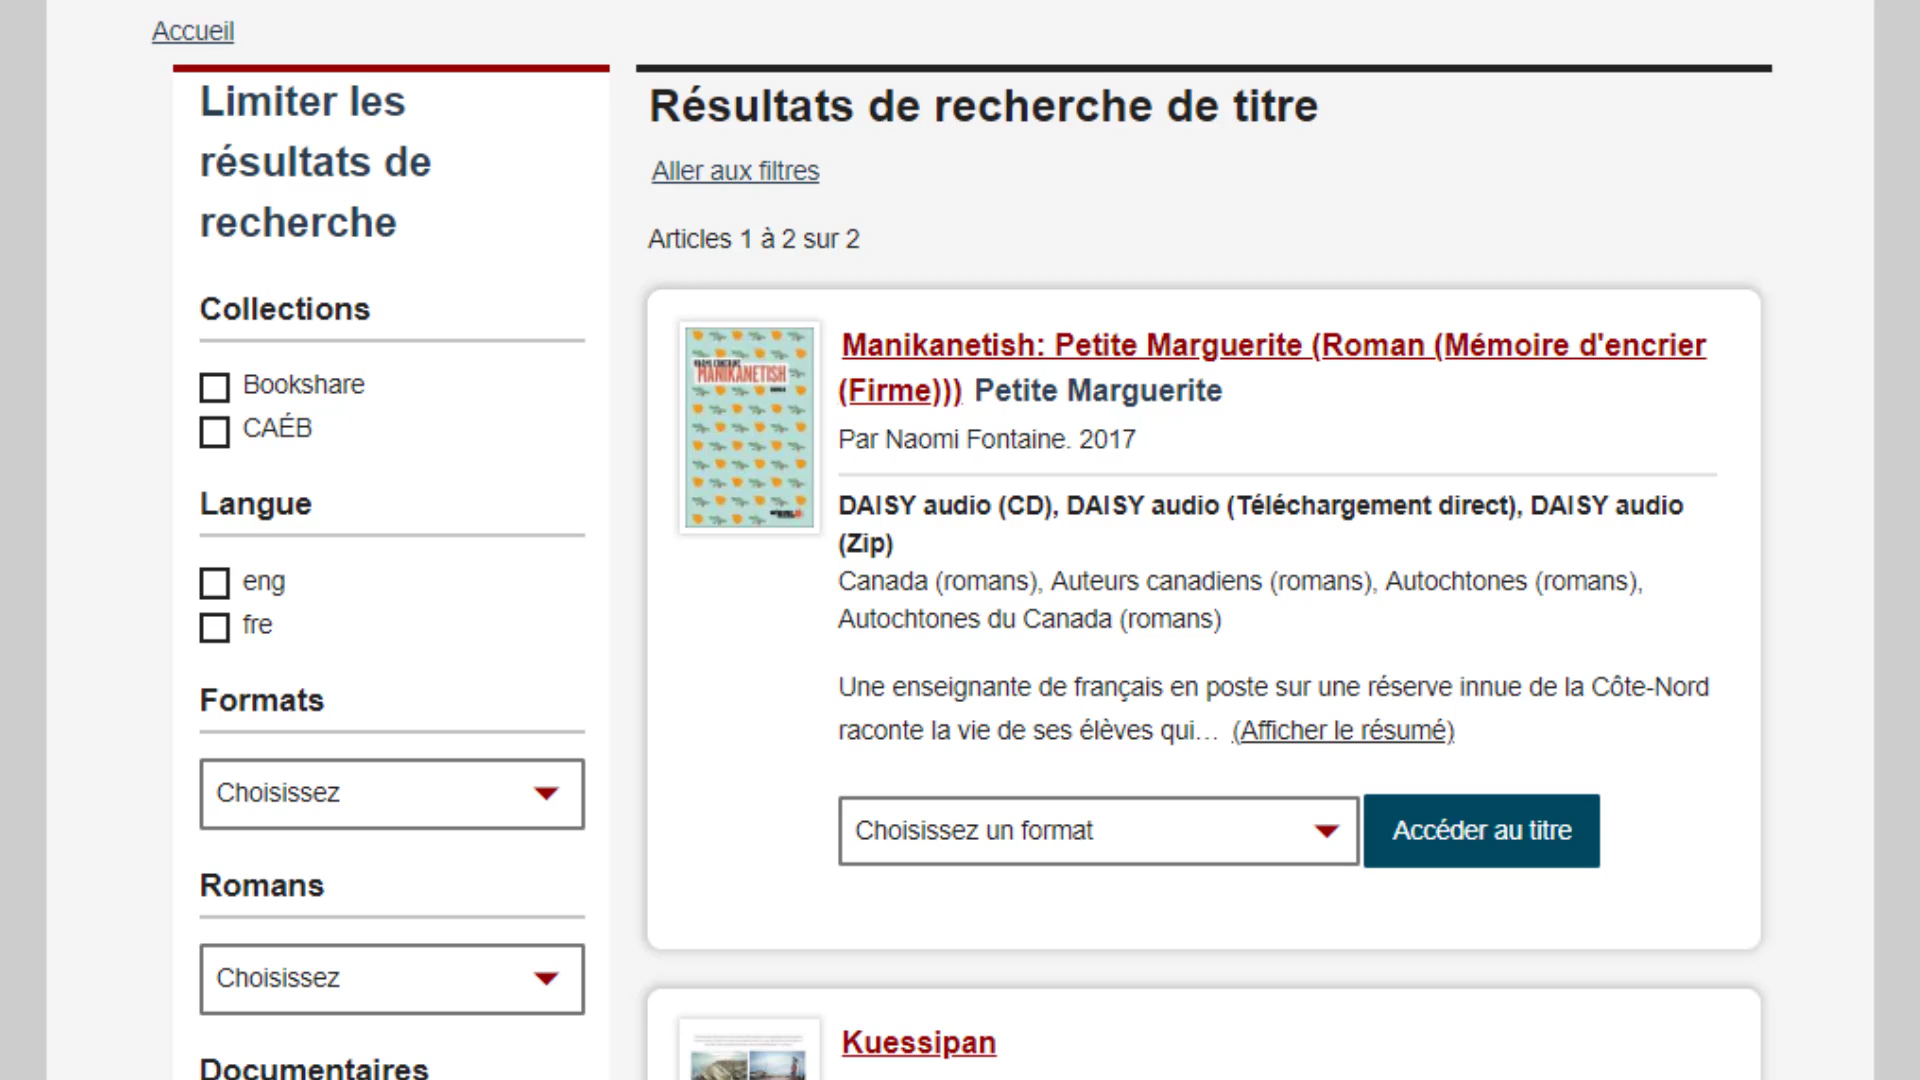 Accueil
Limiter les
résultats de
recherche
Collections
Bookshare
CAÉB
Langue
eng
fre
Formats
Choisissez
Romans
Choisissez
Documentaires
Résultats de recherche de titre
Aller aux filtres
Articles 1 à 2 sur 2
MANIKANETISH
Manikanetish: Petite Marguerite (Roman (Mémoire d'encrier
(Firme))) Petite Marguerite
Par Naomi Fontaine. 2017
DAISY audio (CD), DAISY audio (Téléchargement direct), DAISY audio
(Zip)
Canada (romans), Auteurs canadiens (romans), Autochtones (romans),
Autochtones du Canada (romans)
Une enseignante de français en poste sur une réserve innue de la Côte-Nord
raconte la vie de ses élèves qui… (Afficher le résumé)
Choisissez un format
Accéder au titre
Kuessipan